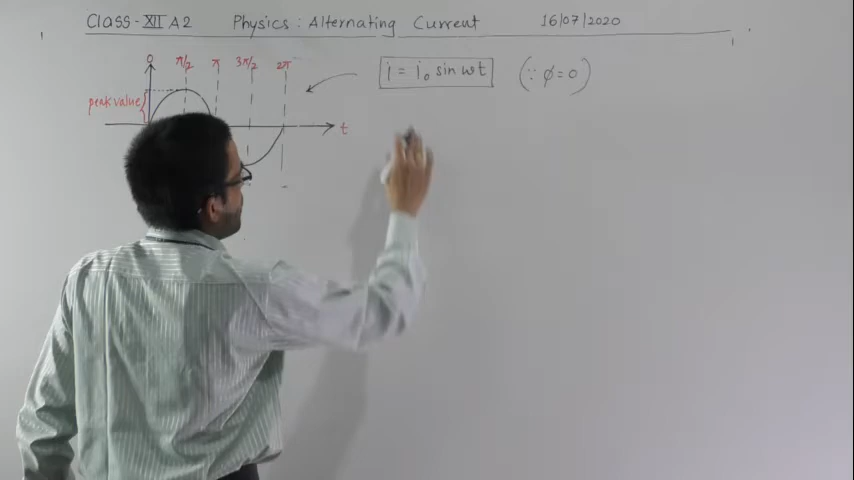 Class-XII A2 Physics: Alternating Current 16/07/2020
0 π/2 π 3π/2 2π
i = i₀ sin ωt (∵ φ = 0)
peak value
t